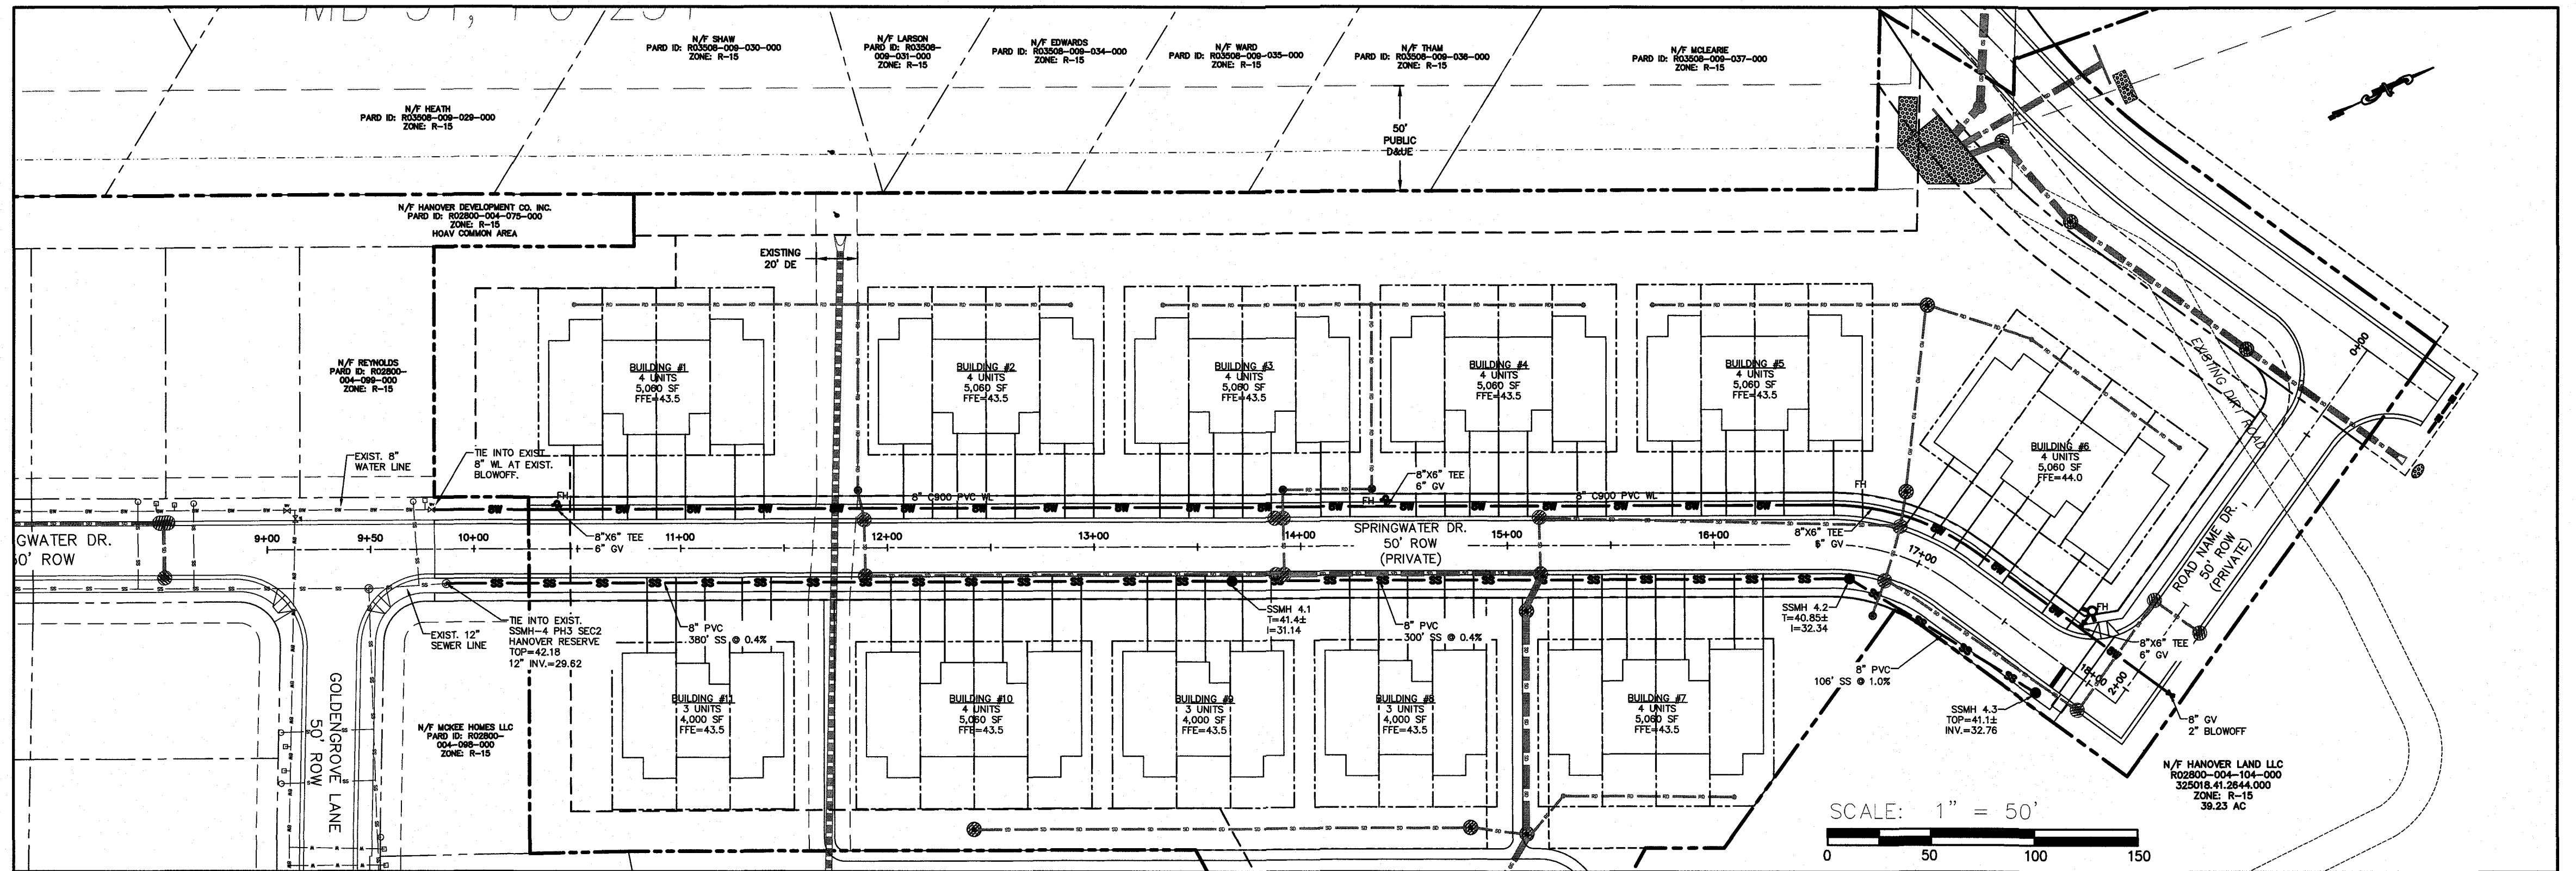 N/F SHAW
PARD ID: R03508-009-030-000
ZONE: R-15
N/F LARSON
PARD ID: R03508-
009-031-000
ZONE: R-15
N/F EDWARDS
PARD ID: R03508-009-034-000
ZONE: R-15
N/F WARD
PARD ID: R03508-009-035-000
ZONE: R-15
N/F THAM
PARD ID: R03508-009-036-000
ZONE: R-15
N/F MCLEARIE
PARD ID: R03508-009-037-000
ZONE: R-15
N/F HEATH
PARD ID: R03508-009-029-000
ZONE: R-15
50'
PUBLIC
D&UE
N/F HANOVER DEVELOPMENT CO. INC.
PARD ID: R02800-004-075-000
ZONE: R-15
HOAV COMMON AREA
EXISTING
20' DE
N/F REYNOLDS
PARD ID: R02800-
004-099-000
ZONE: R-15
BUILDING #1
4 UNITS
5,060 SF
FFE=43.5
BUILDING #2
4 UNITS
5,060 SF
FFE=43.5
BUILDING #3
4 UNITS
5,060 SF
FFE=43.5
BUILDING #4
4 UNITS
5,060 SF
FFE=43.5
BUILDING #5
4 UNITS
5,060 SF
FFE=43.5
BUILDING #6
4 UNITS
5,060 SF
FFE=44.0
EXISTING DIRT ROAD
0+00
EXIST. 8"
WATER LINE
TIE INTO EXIST.
8" WL AT EXIST.
BLOWOFF.
FH
8"X6" TEE
6" GV
8" C900 PVC WL
FH
8"X6" TEE
6" GV
8" C900 PVC WL
FH
8"X6" TEE
6" GV
GWATER DR.
50' ROW
9+00
9+50
10+00
11+00
12+00
13+00
14+00
15+00
16+00
17+00
18+00
2+00
SPRINGWATER DR.
50' ROW
(PRIVATE)
ROAD NAME DR.,
50' ROW
(PRIVATE)
FH
8"X6" TEE
6" GV
EXIST. 12"
SEWER LINE
TIE INTO EXIST.
SSMH-4 PH3 SEC2
HANOVER RESERVE
TOP=42.18
12" INV.=29.62
8" PVC
380' SS @ 0.4%
SSMH 4.1
T=41.4±
I=31.14
8" PVC
300' SS @ 0.4%
SSMH 4.2
T=40.85±
I=32.34
8" PVC
106' SS @ 1.0%
SSMH 4.3
TOP=41.1±
INV.=32.76
8" GV
2" BLOWOFF
GOLDENGROVE LANE
50' ROW
N/F MCKEE HOMES LLC
PARD ID: R02800-
004-098-000
ZONE: R-15
BUILDING #11
3 UNITS
4,000 SF
FFE=43.5
BUILDING #10
4 UNITS
5,060 SF
FFE=43.5
BUILDING #9
3 UNITS
4,000 SF
FFE=43.5
BUILDING #8
3 UNITS
4,000 SF
FFE=43.5
BUILDING #7
4 UNITS
5,060 SF
FFE=43.5
N/F HANOVER LAND LLC
R02800-004-104-000
325018.41.2644.000
ZONE: R-15
39.23 AC
SCALE: 1" = 50'
0 50 100 150